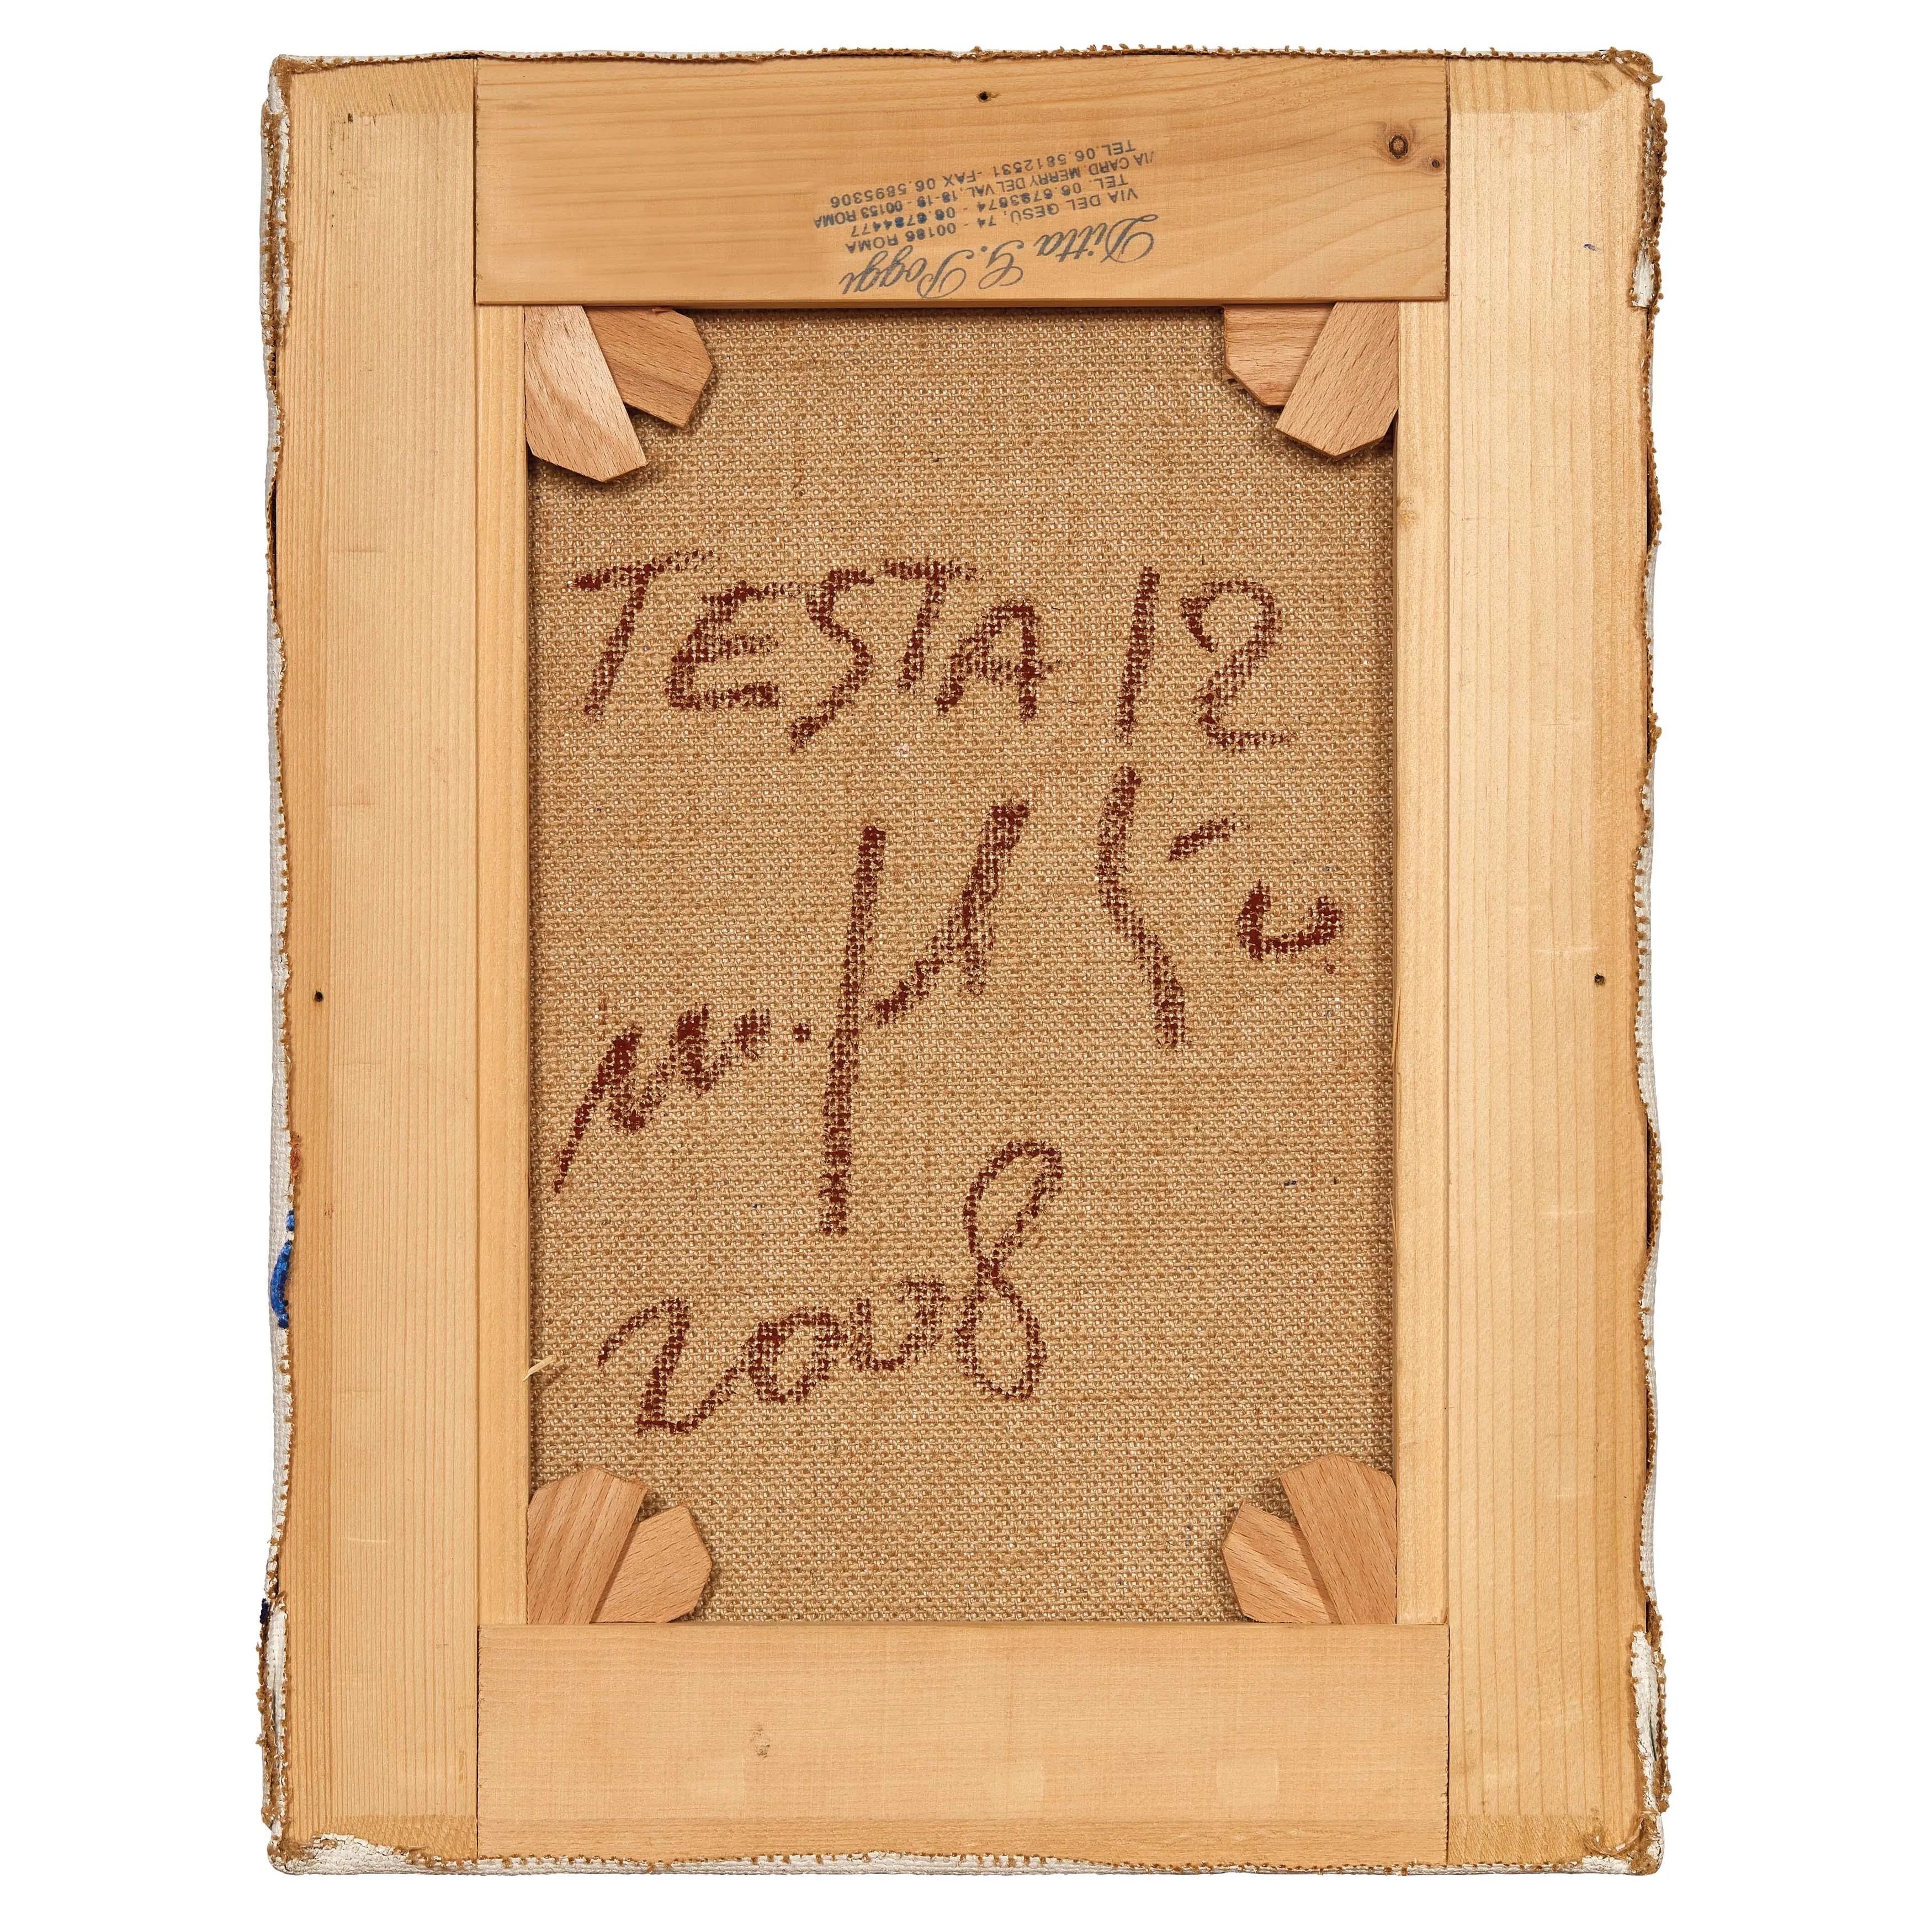 Ditta G. Poggi
VIA DEL GESÙ, 74 - 00186 ROMA
TEL. 06.6793674 - 06.6784477
VIA CARD. MERRY DEL VAL, 18-19 - 00153 ROMA
TEL. 06.5812531 -FAX 06.5895306
TESTA 12
2008